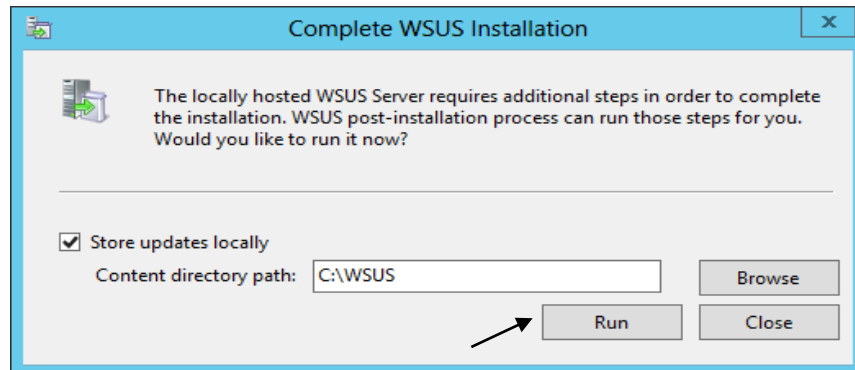 Complete WSUS Installation
x
The locally hosted WSUS Server requires additional steps in order to complete
the installation. WSUS post-installation process can run those steps for you.
Would you like to run it now?
Store updates locally
Content directory path: C:\WSUS Browse
Run Close